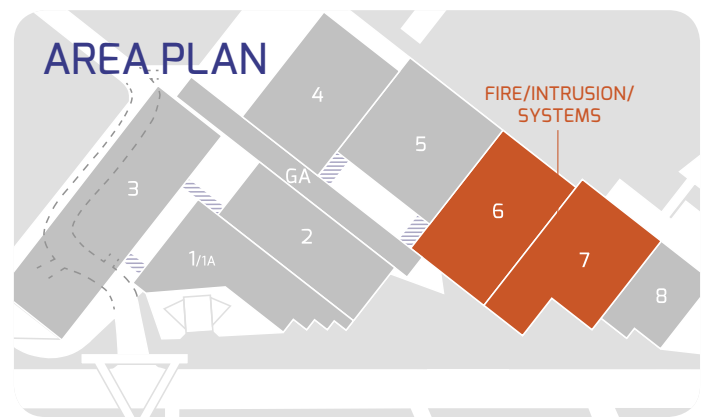 AREA PLAN
FIRE/INTRUSION/
SYSTEMS
4
5
GA
3
6
2
1/1A
7
8